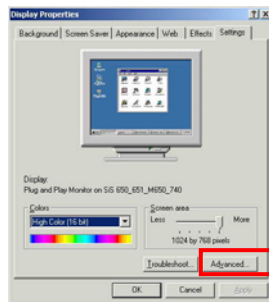 Display Properties
Background Screen Saver Appearance Web Effects Settings
Display:
Plug and Play Monitor on SiS 650_651_M650_740
Colors
High Color (16 bit)
Screen area
Less More
1024 by 768 pixels
Troubleshoot... Advanced...
OK Cancel Apply